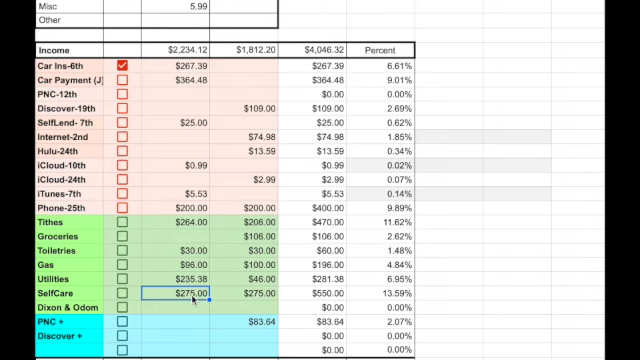 Misc 5.99
Other
Income $2,234.12 $1,812.20 $4,046.32 Percent
Car Ins-6th $267.39 $267.39 6.61%
Car Payment (J) $364.48 $364.48 9.01%
PNC-12th $0.00 0.00%
Discover-19th $109.00 $109.00 2.69%
SelfLend- 7th $25.00 $25.00 0.62%
Internet-2nd $74.98 $74.98 1.85%
Hulu-24th $13.59 $13.59 0.34%
iCloud-10th $0.99 $0.99 0.02%
iCloud-24th $2.99 $2.99 0.07%
iTunes-7th $5.53 $5.53 0.14%
Phone-25th $200.00 $200.00 $400.00 9.89%
Tithes $264.00 $206.00 $470.00 11.62%
Groceries $106.00 $106.00 2.62%
Toiletries $30.00 $30.00 $60.00 1.48%
Gas $96.00 $100.00 $196.00 4.84%
Utilities $235.38 $46.00 $281.38 6.95%
SelfCare $275.00 $275.00 $550.00 13.59%
Dixon & Odom $0.00 0.00%
PNC + $83.64 $83.64 2.07%
Discover + $0.00 0.00%
$0.00 0.00%